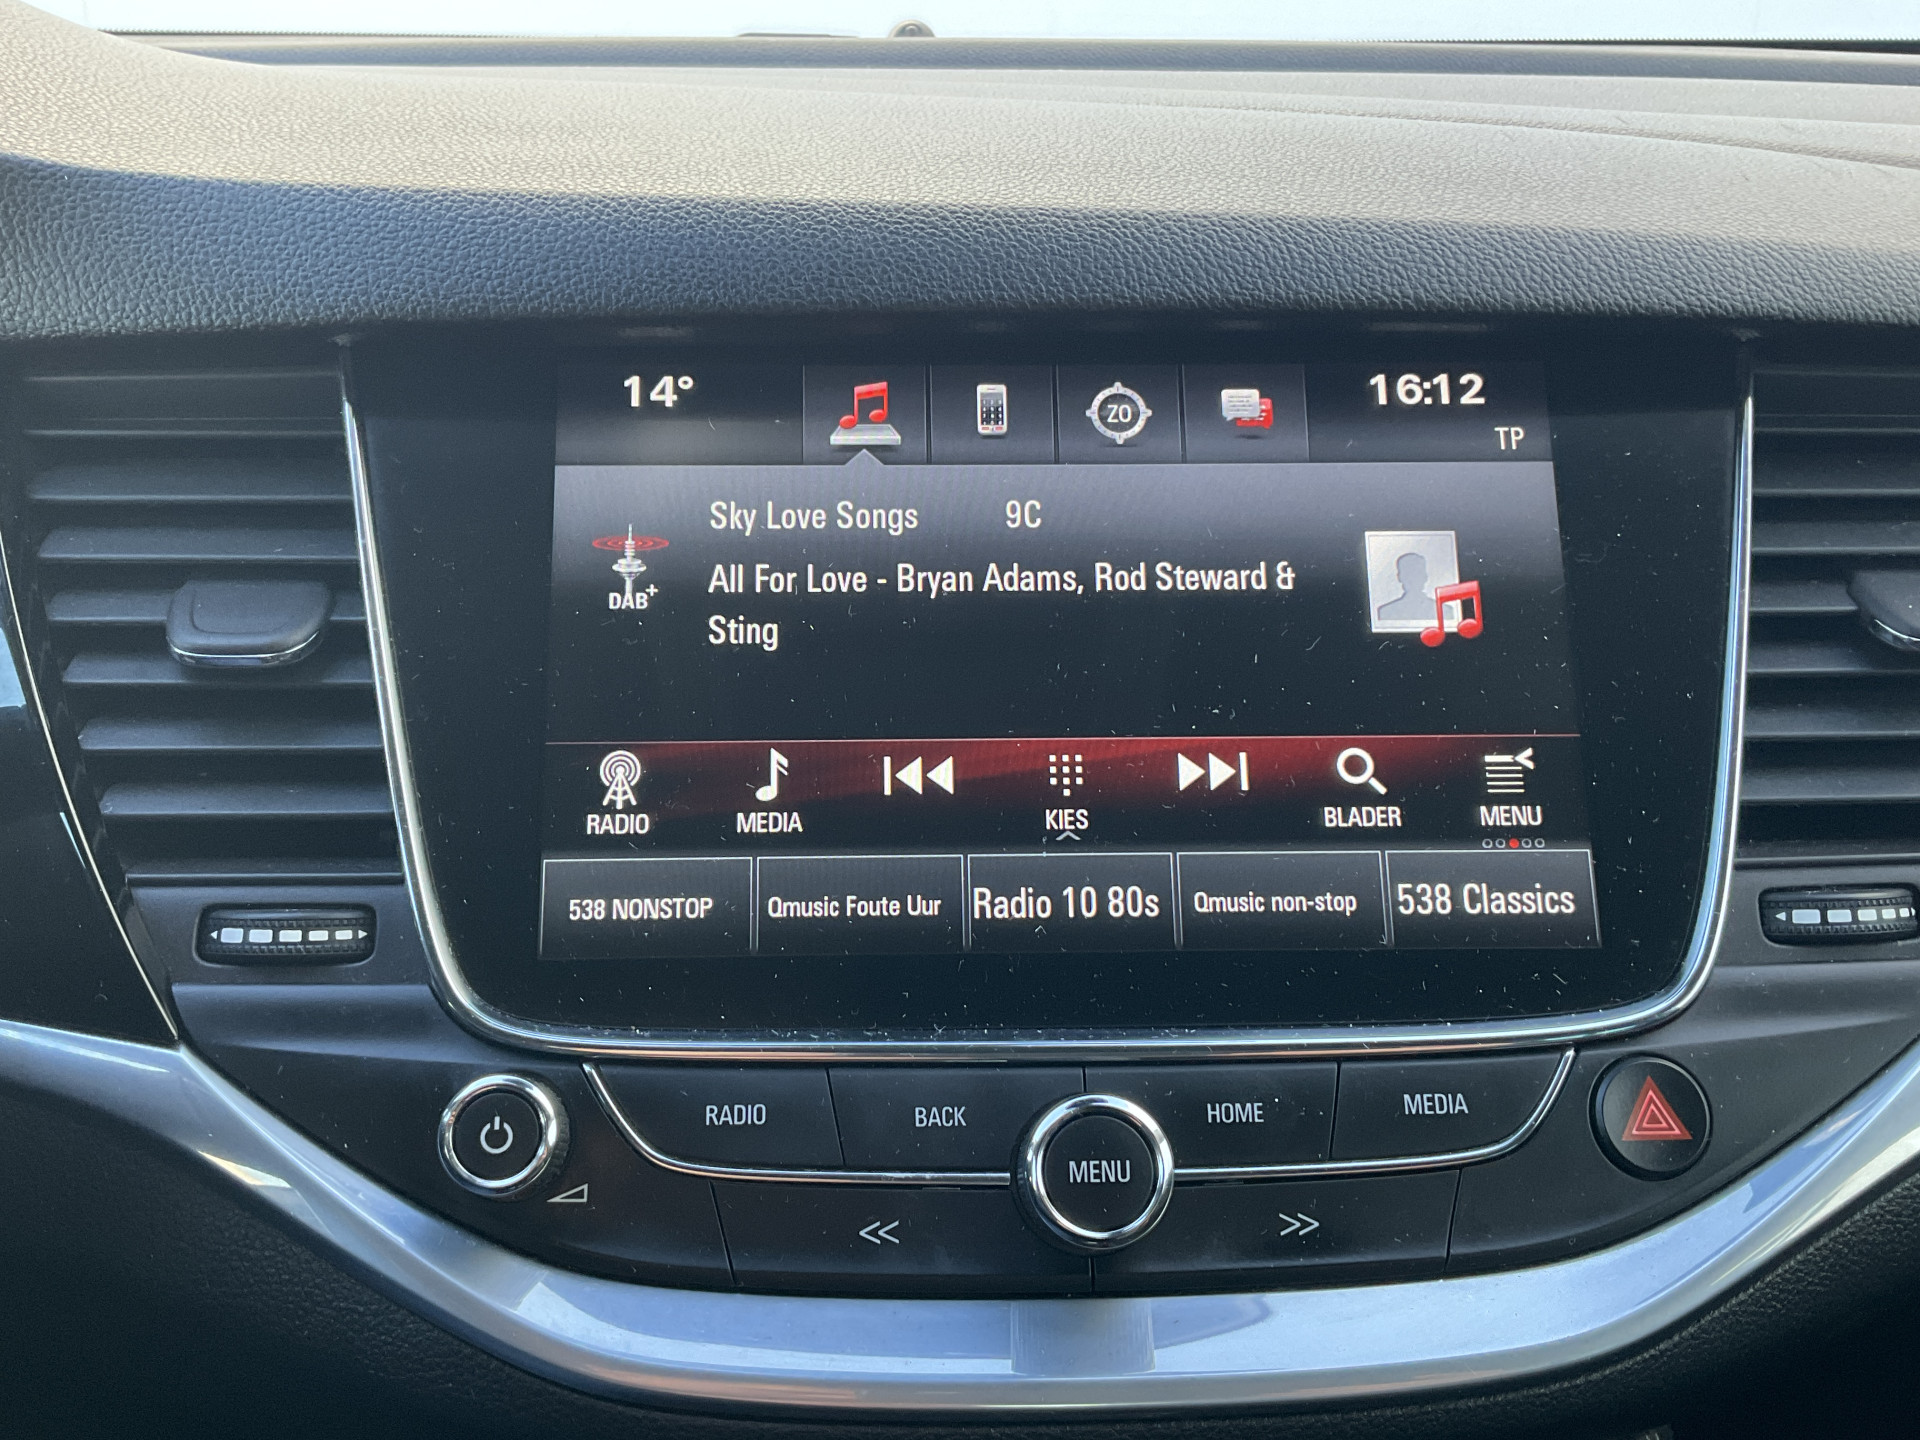 14°
ZO
16:12
TP
Sky Love Songs 9C
DAB+
All For Love - Bryan Adams, Rod Steward &
Sting
RADIO MEDIA KIES BLADER MENU
538 NONSTOP Qmusic Foute Uur Radio 10 80s Qmusic non-stop 538 Classics
RADIO BACK HOME MEDIA
MENU